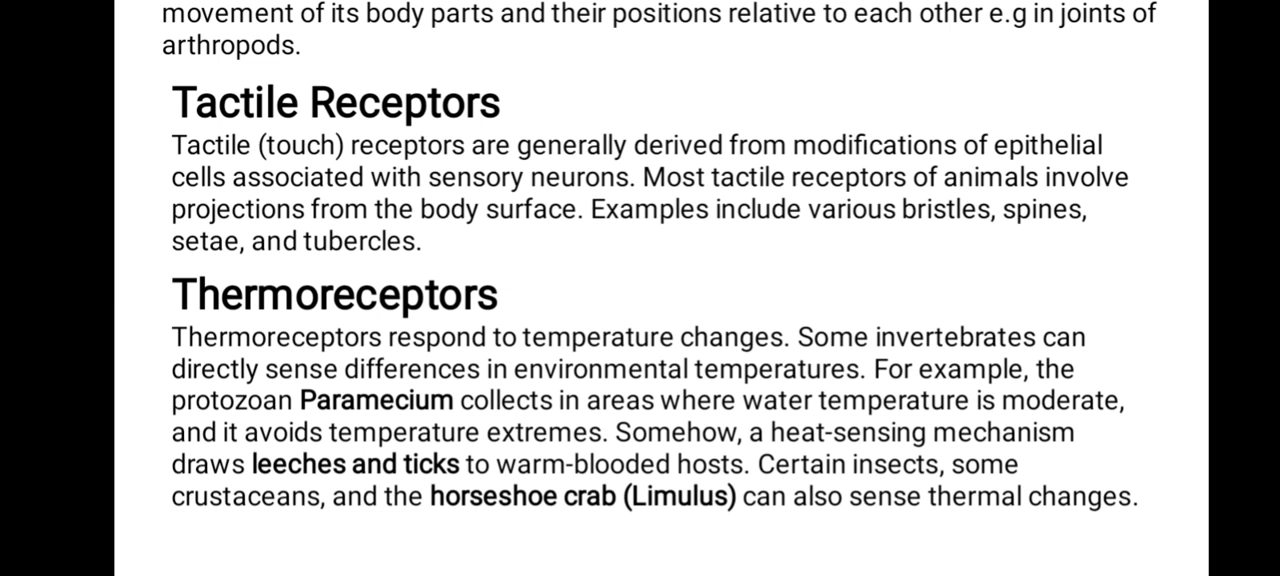 movement of its body parts and their positions relative to each other e.g in joints of
arthropods.
Tactile Receptors
Tactile (touch) receptors are generally derived from modifications of epithelial
cells associated with sensory neurons. Most tactile receptors of animals involve
projections from the body surface. Examples include various bristles, spines,
setae, and tubercles.
Thermoreceptors
Thermoreceptors respond to temperature changes. Some invertebrates can
directly sense differences in environmental temperatures. For example, the
protozoan Paramecium collects in areas where water temperature is moderate,
and it avoids temperature extremes. Somehow, a heat-sensing mechanism
draws leeches and ticks to warm-blooded hosts. Certain insects, some
crustaceans, and the horseshoe crab (Limulus) can also sense thermal changes.